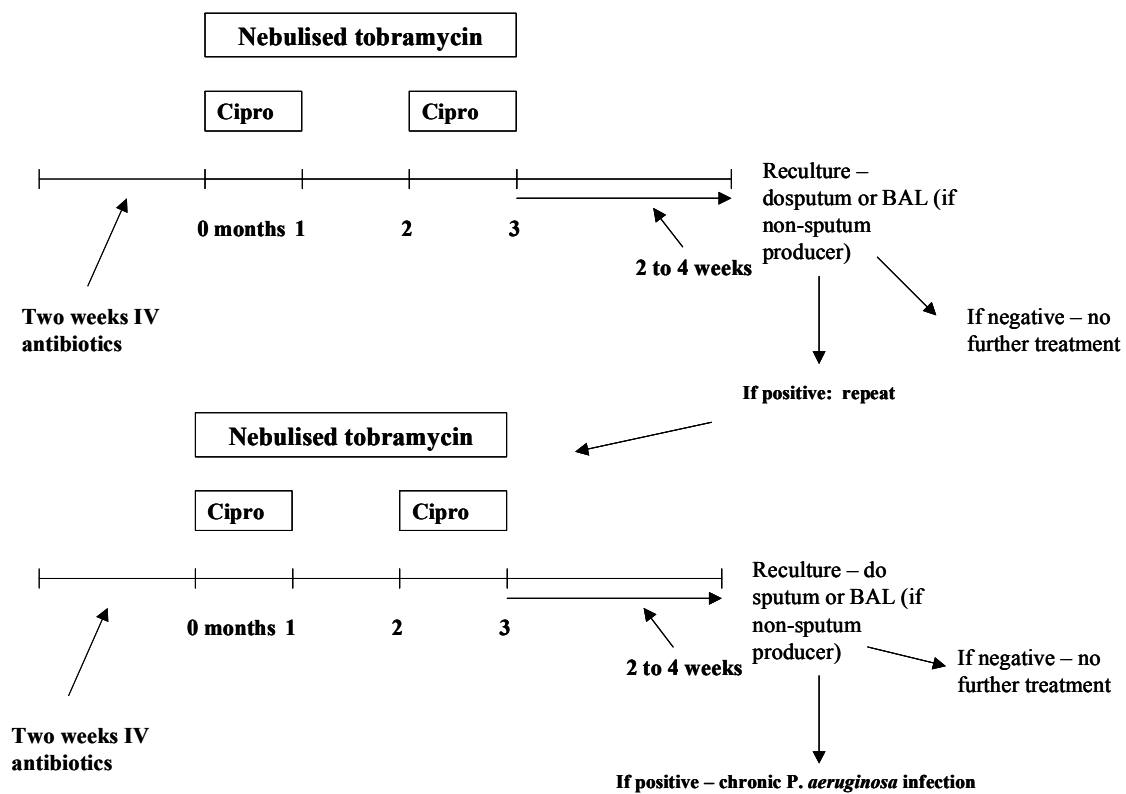 Nebulised tobramycin
Cipro
Cipro
0 months 1 2 3
Two weeks IV
antibiotics
2 to 4 weeks
Reculture –
dosputum or BAL (if
non-sputum
producer)
If negative – no
further treatment
If positive: repeat
Nebulised tobramycin
Cipro
Cipro
0 months 1 2 3
Two weeks IV
antibiotics
2 to 4 weeks
Reculture – do
sputum or BAL (if
non-sputum
producer)
If negative – no
further treatment
If positive – chronic P. aeruginosa infection